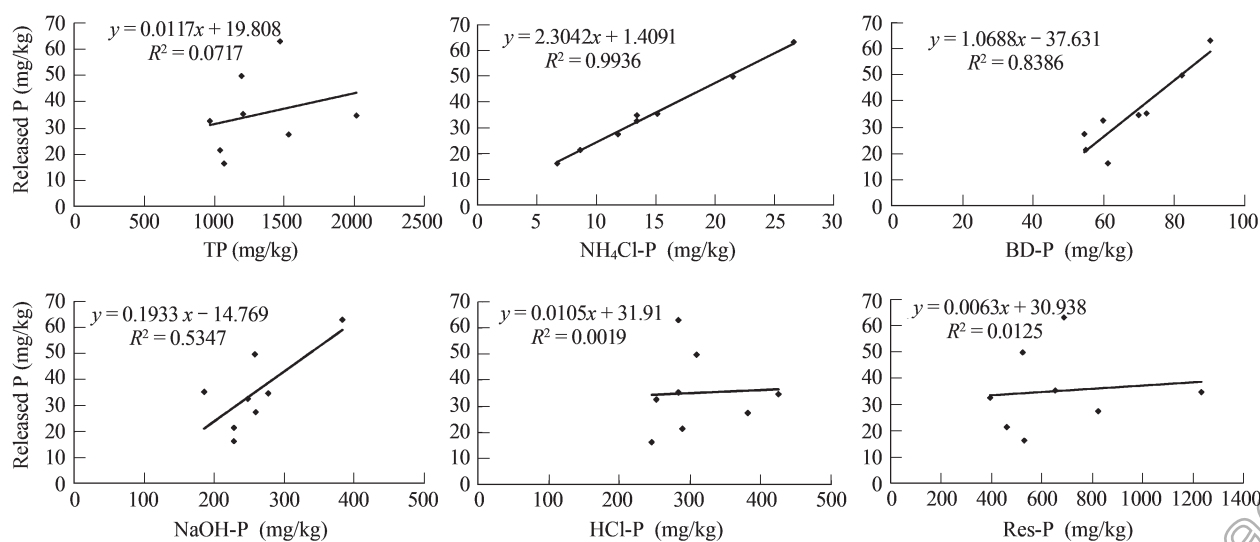 y = 0.0117x + 19.808
R² = 0.0717
Released P (mg/kg)
70
60
50
40
30
20
10
0
0 500 1000 1500 2000 2500
TP (mg/kg)
y = 2.3042x + 1.4091
R² = 0.9936
70
60
50
40
30
20
10
0
0 5 10 15 20 25 30
NH₄Cl-P (mg/kg)
y = 1.0688x − 37.631
R² = 0.8386
70
60
50
40
30
20
10
0
0 20 40 60 80 100
BD-P (mg/kg)
y = 0.1933 x − 14.769
R² = 0.5347
Released P (mg/kg)
70
60
50
40
30
20
10
0
0 100 200 300 400 500
NaOH-P (mg/kg)
y = 0.0105x + 31.91
R² = 0.0019
70
60
50
40
30
20
10
0
0 100 200 300 400 500
HCl-P (mg/kg)
y = 0.0063x + 30.938
R² = 0.0125
70
60
50
40
30
20
10
0
0 200 400 600 800 1000 1200 1400
Res-P (mg/kg)